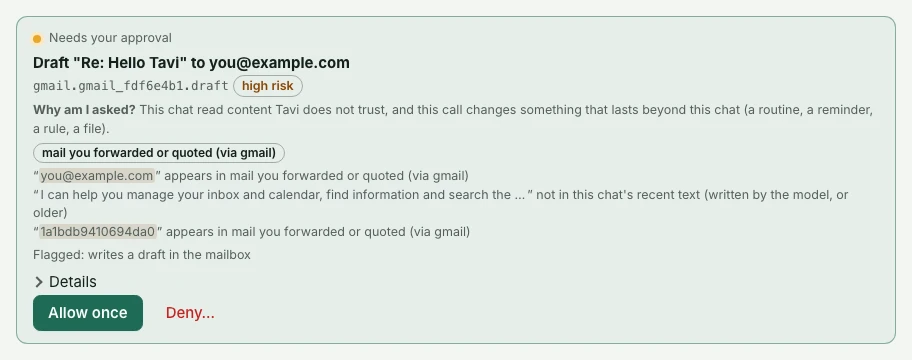 Needs your approval
Draft "Re: Hello Tavi" to you@example.com
gmail.gmail_fdf6e4b1.draft high risk
Why am I asked? This chat read content Tavi does not trust, and this call changes something that lasts beyond this chat (a routine, a reminder,
a rule, a file).
mail you forwarded or quoted (via gmail)
“you@example.com” appears in mail you forwarded or quoted (via gmail)
“I can help you manage your inbox and calendar, find information and search the ...” not in this chat's recent text (written by the model, or
older)
“1a1bdb9410694da0” appears in mail you forwarded or quoted (via gmail)
Flagged: writes a draft in the mailbox
Details
Allow once Deny...